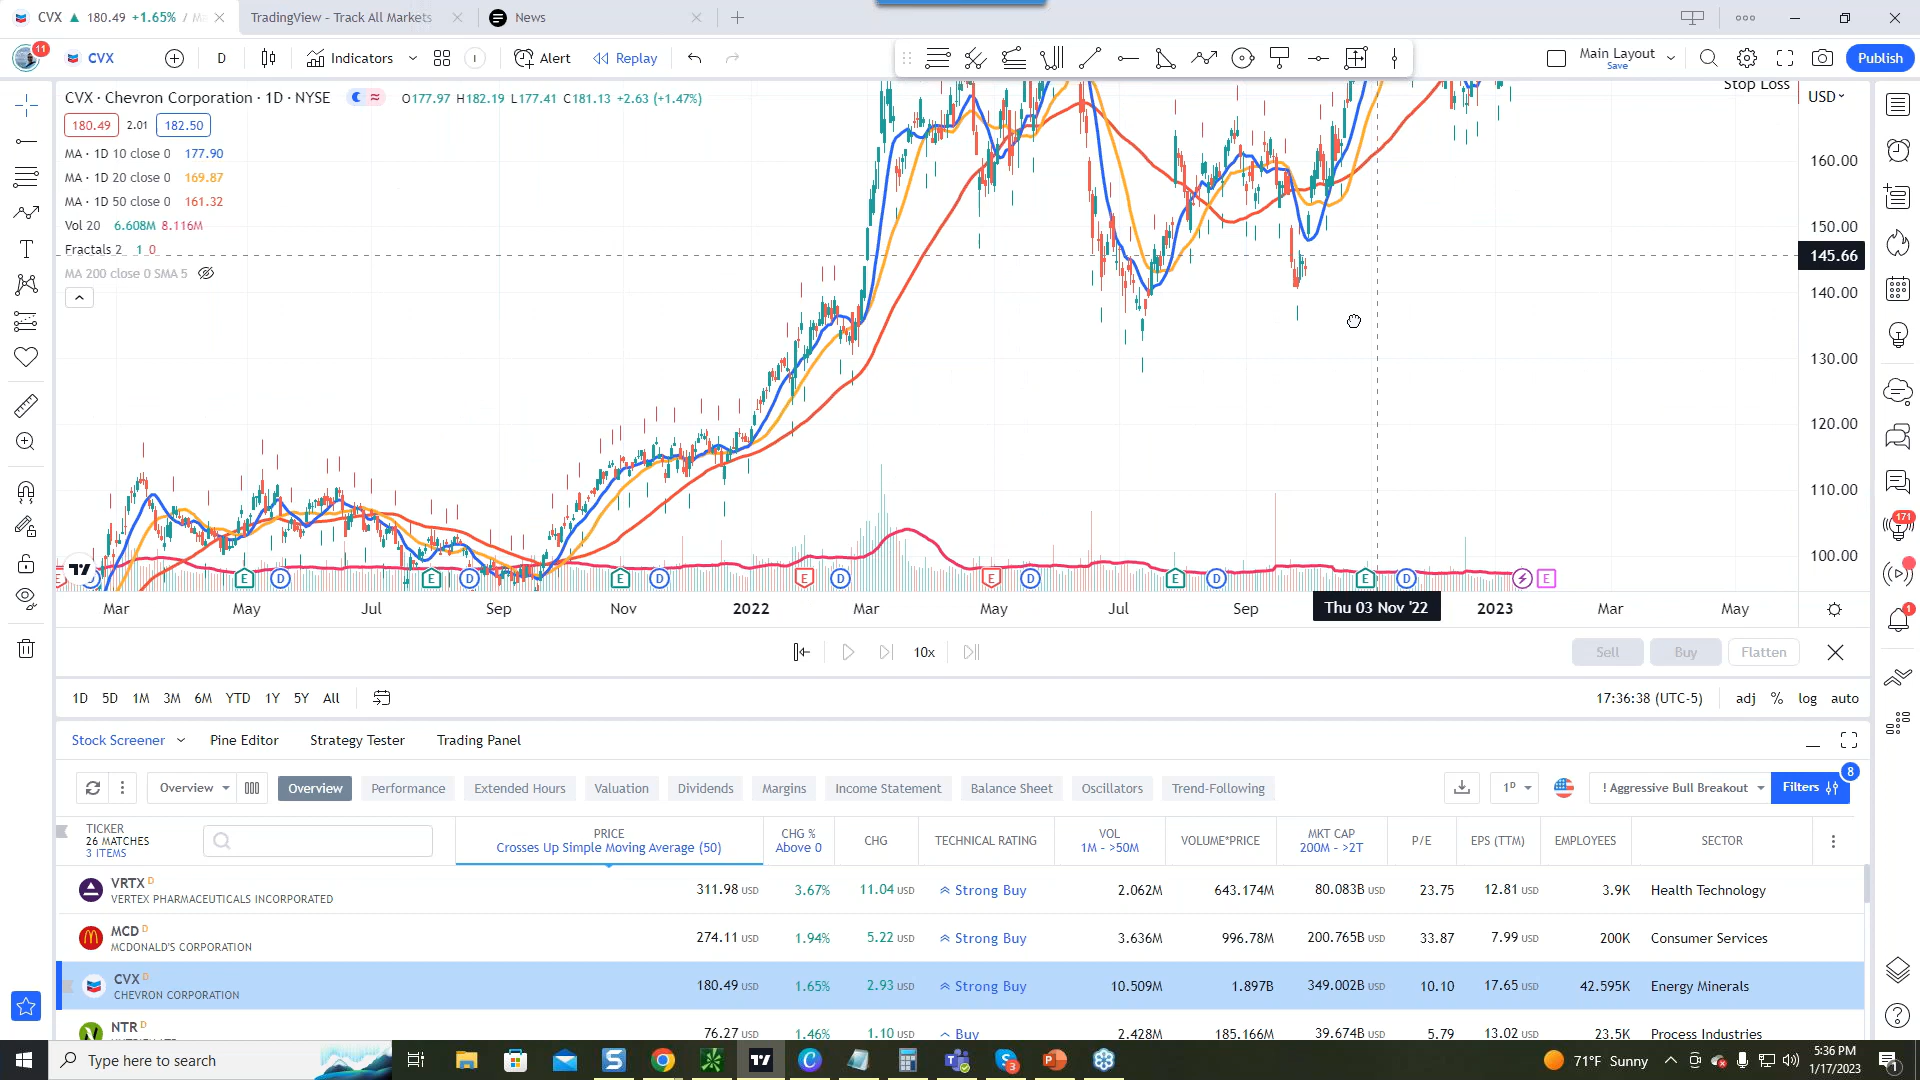 CVX ▲ 180.49 +1.65% /
TradingView - Track All Markets
News
11
CVX
D
Indicators
Alert
Replay
Main Layout
Save
Publish
CVX · Chevron Corporation · 1D · NYSE
O177.97 H182.19 L177.41 C181.13 +2.63 (+1.47%)
Stop Loss
USD
180.49
2.01
182.50
MA · 1D 10 close 0 177.90
MA · 1D 20 close 0 169.87
MA · 1D 50 close 0 161.32
Vol 20 6.608M 8.116M
Fractals 2 1 0
MA 200 close 0 SMA 5
160.00
150.00
145.66
140.00
130.00
120.00
110.00
100.00
171
1
E D E D E D E D E D E D E D E
Mar
May
Jul
Sep
Nov
2022
Mar
May
Jul
Sep
Thu 03 Nov '22
2023
Mar
May
10x
Sell
Buy
Flatten
1D 5D 1M 3M 6M YTD 1Y 5Y All
17:36:38 (UTC-5)
adj % log auto
Stock Screener
Pine Editor
Strategy Tester
Trading Panel
Overview
Overview
Performance
Extended Hours
Valuation
Dividends
Margins
Income Statement
Balance Sheet
Oscillators
Trend-Following
1D
! Aggressive Bull Breakout
Filters
8
TICKER
26 MATCHES
3 ITEMS
PRICE
Crosses Up Simple Moving Average (50)
CHG %
Above 0
CHG
TECHNICAL RATING
VOL
1M - >50M
VOLUME*PRICE
MKT CAP
200M - >2T
P/E
EPS (TTM)
EMPLOYEES
SECTOR
VRTX D
VERTEX PHARMACEUTICALS INCORPORATED
311.98 USD 3.67% 11.04 USD Strong Buy 2.062M 643.174M 80.083B USD 23.75 12.81 USD 3.9K Health Technology
MCD D
MCDONALD'S CORPORATION
274.11 USD 1.94% 5.22 USD Strong Buy 3.636M 996.78M 200.765B USD 33.87 7.99 USD 200K Consumer Services
CVX D
CHEVRON CORPORATION
180.49 USD 1.65% 2.93 USD Strong Buy 10.509M 1.897B 349.002B USD 10.10 17.65 USD 42.595K Energy Minerals
NTR D
76.27 USD 1.46% 1.10 USD Buy 2.428M 185.166M 39.674B USD 5.79 13.02 USD 23.5K Process Industries
Type here to search
71°F Sunny
5:36 PM
1/17/2023